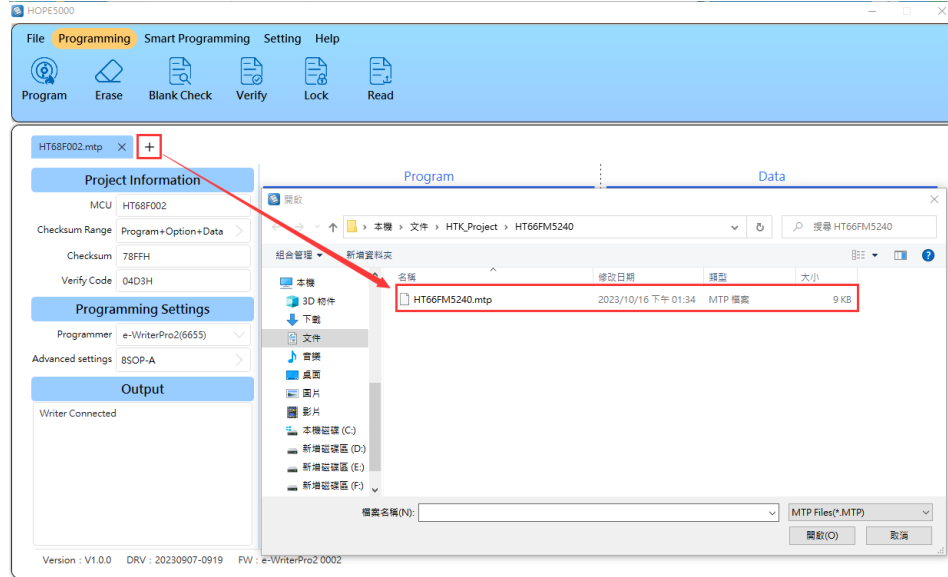 HOPE5000
File Programming Smart Programming Setting Help
Program Erase Blank Check Verify Lock Read
HT68F002.mtp
Project Information
MCU HT68F002
Checksum Range Program+Option+Data
Checksum 78FFH
Verify Code 04D3H
Programming Settings
Programmer e-WriterPro2(6655)
Advanced settings 8SOP-A
Output
Writer Connected
Program Data
開啟
本機 › 文件 › HTK_Project › HT66FM5240
搜尋 HT66FM5240
組合管理 新增資料夾
名稱 修改日期 類型 大小
HT66FM5240.mtp 2023/10/16 下午 01:34 MTP 檔案 9 KB
本機
3D 物件
下載
文件
音樂
桌面
圖片
影片
本機磁碟 (C:)
新增磁碟區 (D:)
新增磁碟區 (E:)
新增磁碟區 (F:)
檔案名稱(N): MTP Files(*.MTP)
開啟(O) 取消
Version : V1.0.0 DRV : 20230907-0919 FW : e-WriterPro2 0002